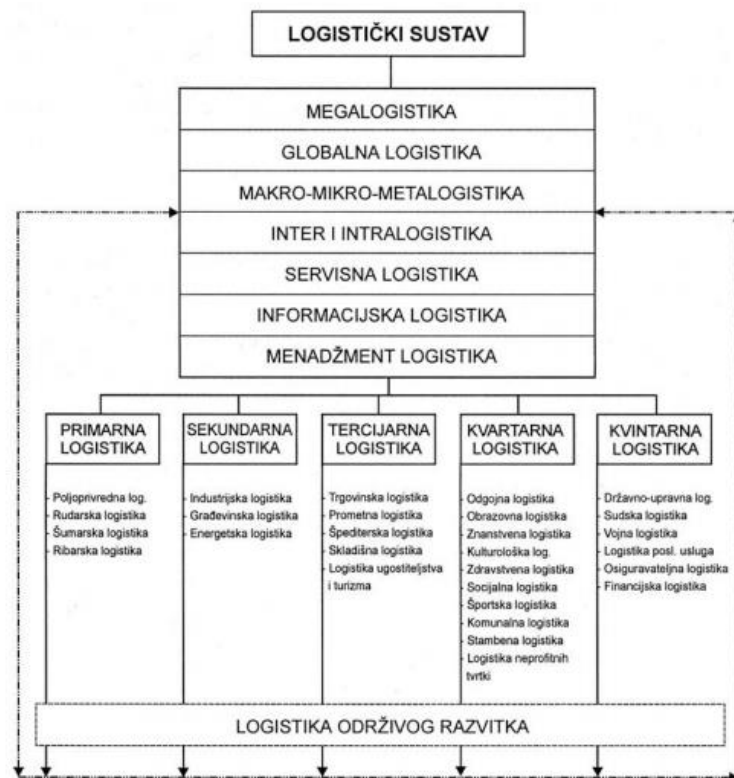 LOGISTIČKI SUSTAV
MEGALOGISTIKA
GLOBALNA LOGISTIKA
MAKRO-MIKRO-METALOGISTIKA
INTER I INTRALOGISTIKA
SERVISNA LOGISTIKA
INFORMACIJSKA LOGISTIKA
MENADŽMENT LOGISTIKA
PRIMARNA
LOGISTIKA
- Poljoprivredna log.
- Rudarska logistika
- Šumarska logistika
- Ribarska logistika
SEKUNDARNA
LOGISTIKA
- Industrijska logistika
- Građevinska logistika
- Energetska logistika
TERCIJARNA
LOGISTIKA
- Trgovinska logistika
- Prometna logistika
- Špediterska logistika
- Skladišna logistika
- Logistika ugostiteljstva
i turizma
KVARTARNA
LOGISTIKA
- Odgojna logistika
- Obrazovna logistika
- Znanstvena logistika
- Kulturološka log.
- Zdravstvena logistika
- Socijalna logistika
- Športska logistika
- Komunalna logistika
- Stambena logistika
- Logistika neprofitnih
tvrtki
KVINTARNA
LOGISTIKA
- Državno-upravna log.
- Sudska logistika
- Vojna logistika
- Logistika posl. usluga
- Osiguravateljna logistika
- Financijska logistika
LOGISTIKA ODRŽIVOG RAZVITKA